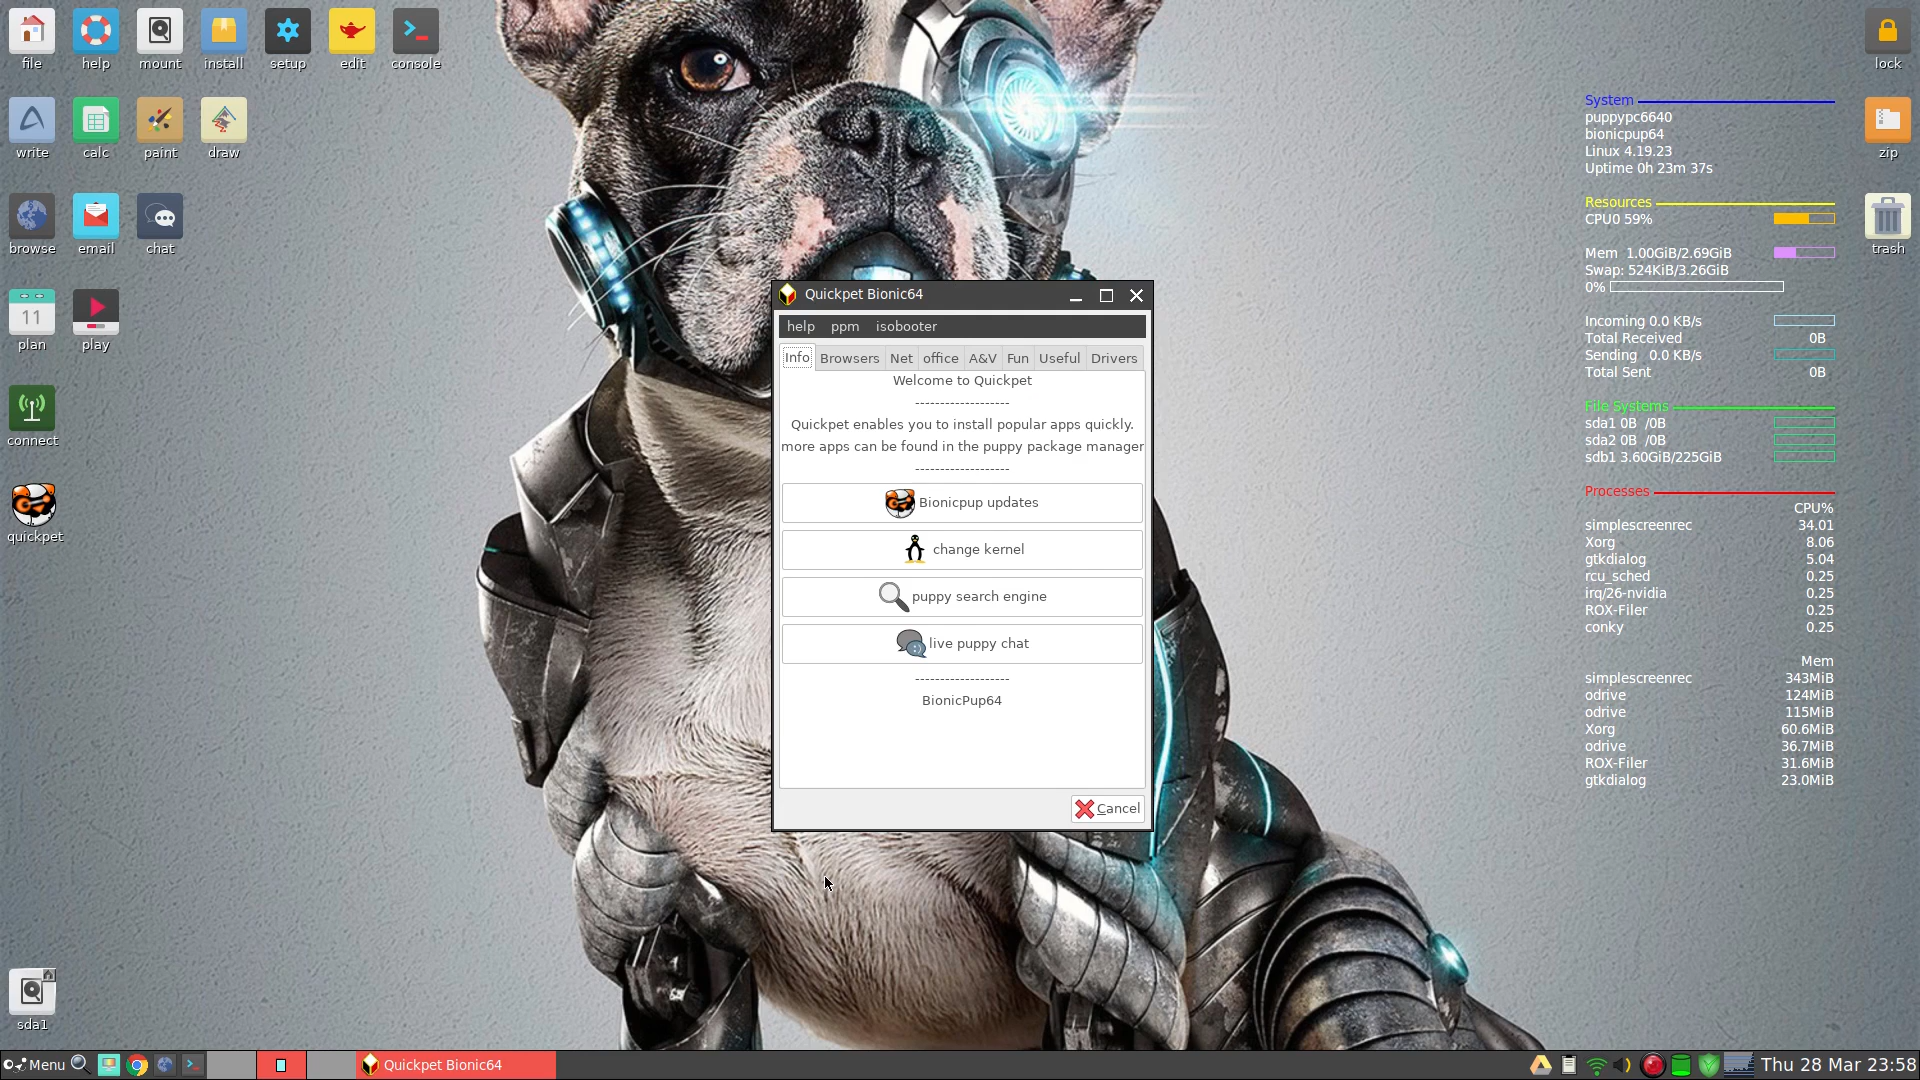 file
help
mount
install
setup
edit
console
lock
write
calc
paint
draw
zip
browse
email
chat
trash
11
plan
play
connect
quickpet
sda1
Quickpet Bionic64
help ppm isobooter
Info Browsers Net office A&V Fun Useful Drivers
Welcome to Quickpet
-------------------
Quickpet enables you to install popular apps quickly.
more apps can be found in the puppy package manager
-------------------
Bionicpup updates
change kernel
puppy search engine
live puppy chat
-------------------
BionicPup64
Cancel
System
puppypc6640
bionicpup64
Linux 4.19.23
Uptime 0h 23m 37s
Resources
CPU0 59%
Mem 1.00GiB/2.69GiB
Swap: 524KiB/3.26GiB
0%
Incoming 0.0 KB/s
Total Received 0B
Sending 0.0 KB/s
Total Sent 0B
File Systems
sda1 0B /0B
sda2 0B /0B
sdb1 3.60GiB/225GiB
Processes
CPU%
simplescreenrec 34.01
Xorg 8.06
gtkdialog 5.04
rcu_sched 0.25
irq/26-nvidia 0.25
ROX-Filer 0.25
conky 0.25
Mem
simplescreenrec 343MiB
odrive 124MiB
odrive 115MiB
Xorg 60.6MiB
odrive 36.7MiB
ROX-Filer 31.6MiB
gtkdialog 23.0MiB
Menu
Quickpet Bionic64
Thu 28 Mar 23:58